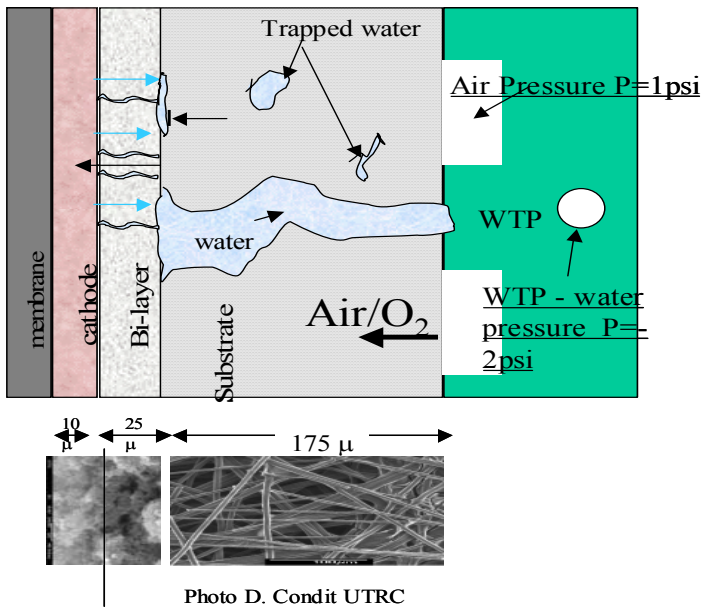 Trapped water
Air Pressure P=1psi
WTP
water
WTP - water
pressure P=-
2psi
Air/O₂
membrane
cathode
Bi-layer
Substrate
10
μ
25
μ
175 μ
Photo D. Condit UTRC